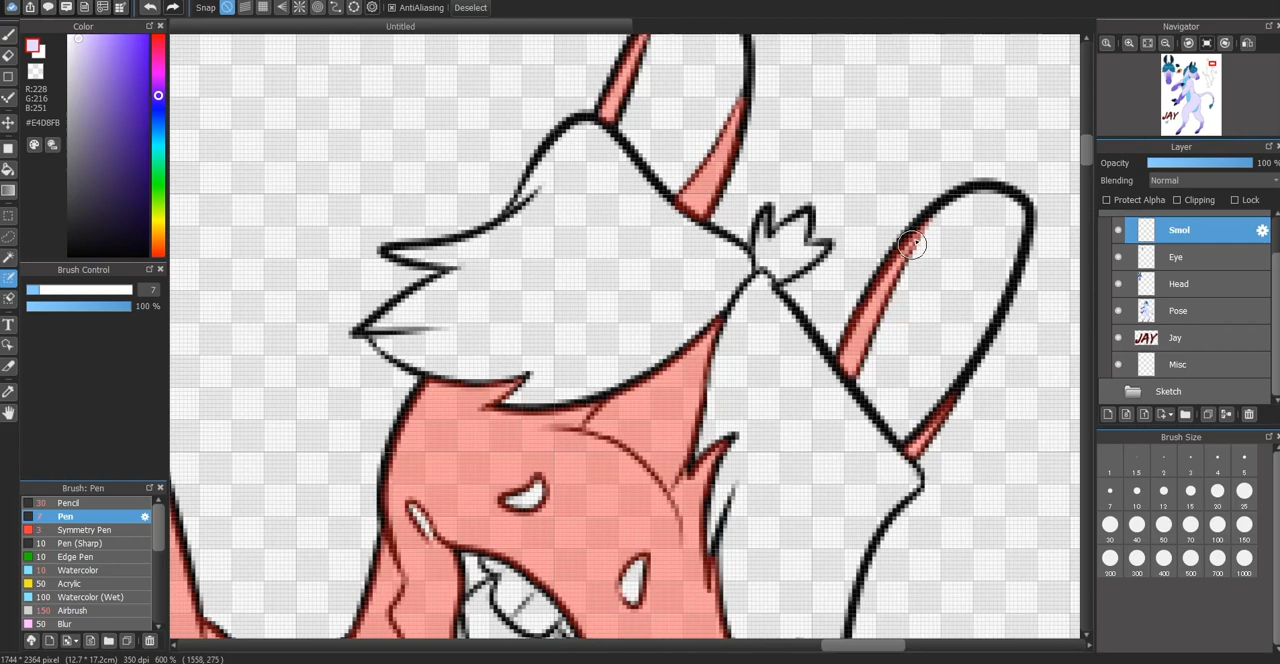 Snap
AntiAliasing
Deselect
Color
Untitled
Navigator
R:228
G:216
B:251
#E4D8FB
JAY
Layer
Opacity 100 %
Blending Normal
Protect Alpha Clipping Lock
Smol
Eye
Head
Pose
JAY Jay
Misc
Sketch
Brush Control
7
100 %
Brush: Pen
30 Pencil
7 Pen
3 Symmetry Pen
10 Pen (Sharp)
10 Edge Pen
10 Watercolor
50 Acrylic
100 Watercolor (Wet)
150 Airbrush
50 Blur
Brush Size
1 1.5 2 3 4 5
7 10 12 15 20 25
30 40 50 70 100 150
200 300 400 500 700 1000
1744 * 2364 pixel (12.7 * 17.2cm) 350 dpi 600 % ( 1558, 275 )